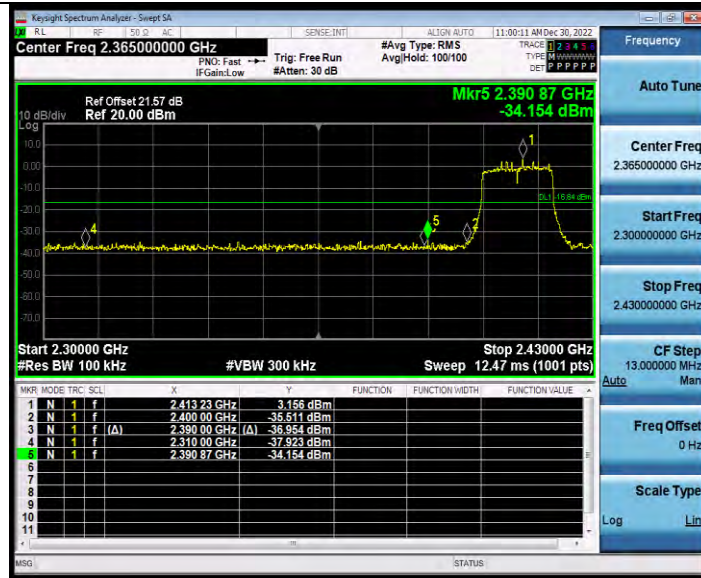 Keysight Spectrum Analyzer - Swept SA
RL RF 50 Ω AC SENSE:INT ALIGN AUTO 11:00:11 AM Dec 30, 2022
Center Freq 2.365000000 GHz
PNO: Fast
IFGain:Low
Trig: Free Run
#Atten: 30 dB
#Avg Type: RMS
Avg|Hold: 100/100
TRACE 1 2 3 4 5 6
TYPE M WWWWW
DET P P P P P P
Ref Offset 21.57 dB
10 dB/div Ref 20.00 dBm
Log
Mkr5 2.390 87 GHz
-34.154 dBm
10.0
0.00
-10.0
-20.0
-30.0
-40.0
-50.0
-60.0
-70.0
1
DL1 -16.84 dBm
4
5
2
Start 2.30000 GHz Stop 2.43000 GHz
#Res BW 100 kHz #VBW 300 kHz Sweep 12.47 ms (1001 pts)
MKR MODE TRC SCL X Y FUNCTION FUNCTION WIDTH FUNCTION VALUE
1 N 1 f 2.413 23 GHz 3.156 dBm
2 N 1 f 2.400 00 GHz -35.511 dBm
3 N 1 f (Δ) 2.390 00 GHz (Δ) -36.954 dBm
4 N 1 f 2.310 00 GHz -37.923 dBm
5 N 1 f 2.390 87 GHz -34.154 dBm
6
7
8
9
10
11
MSG STATUS
Frequency
Auto Tune
Center Freq
2.365000000 GHz
Start Freq
2.300000000 GHz
Stop Freq
2.430000000 GHz
CF Step
13.000000 MHz
Auto Man
Freq Offset
0 Hz
Scale Type
Log Lin